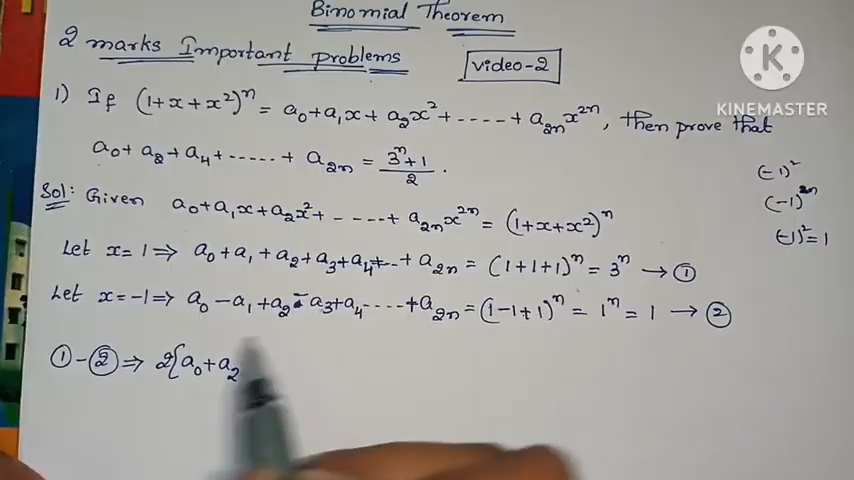 Binomial Theorem
2 marks Important problems
video-2
K
KINEMASTER
1) If (1+x+x²)ⁿ = a₀+a₁x+a₂x²+----+a₂ₙx²ⁿ, then prove that
a₀+a₂+a₄+.....+a₂ₙ = (3ⁿ+1)/2.
(-1)²
(-1)²ⁿ
(-1)²=1
Sol: Given a₀+a₁x+a₂x²+----+a₂ₙx²ⁿ = (1+x+x²)ⁿ
Let x=1 ⇒ a₀+a₁+a₂+a₃+a₄+..+a₂ₙ = (1+1+1)ⁿ = 3ⁿ → ①
Let x=-1 ⇒ a₀-a₁+a₂-a₃+a₄----+a₂ₙ = (1-1+1)ⁿ = 1ⁿ = 1 → ②
①-② ⇒ 2{a₀+a₂